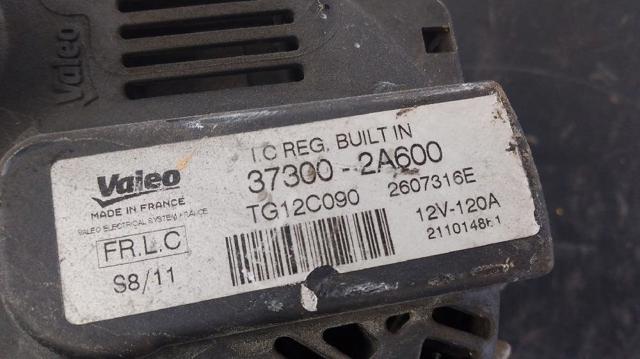 Valeo
I.C REG. BUILT IN
37300-2A600
Valeo
MADE IN FRANCE
VALEO ELECTRICAL SYSTEM, FRANCE
TG12C090 2607316E
FR.L.C
12V-120A
S8/11